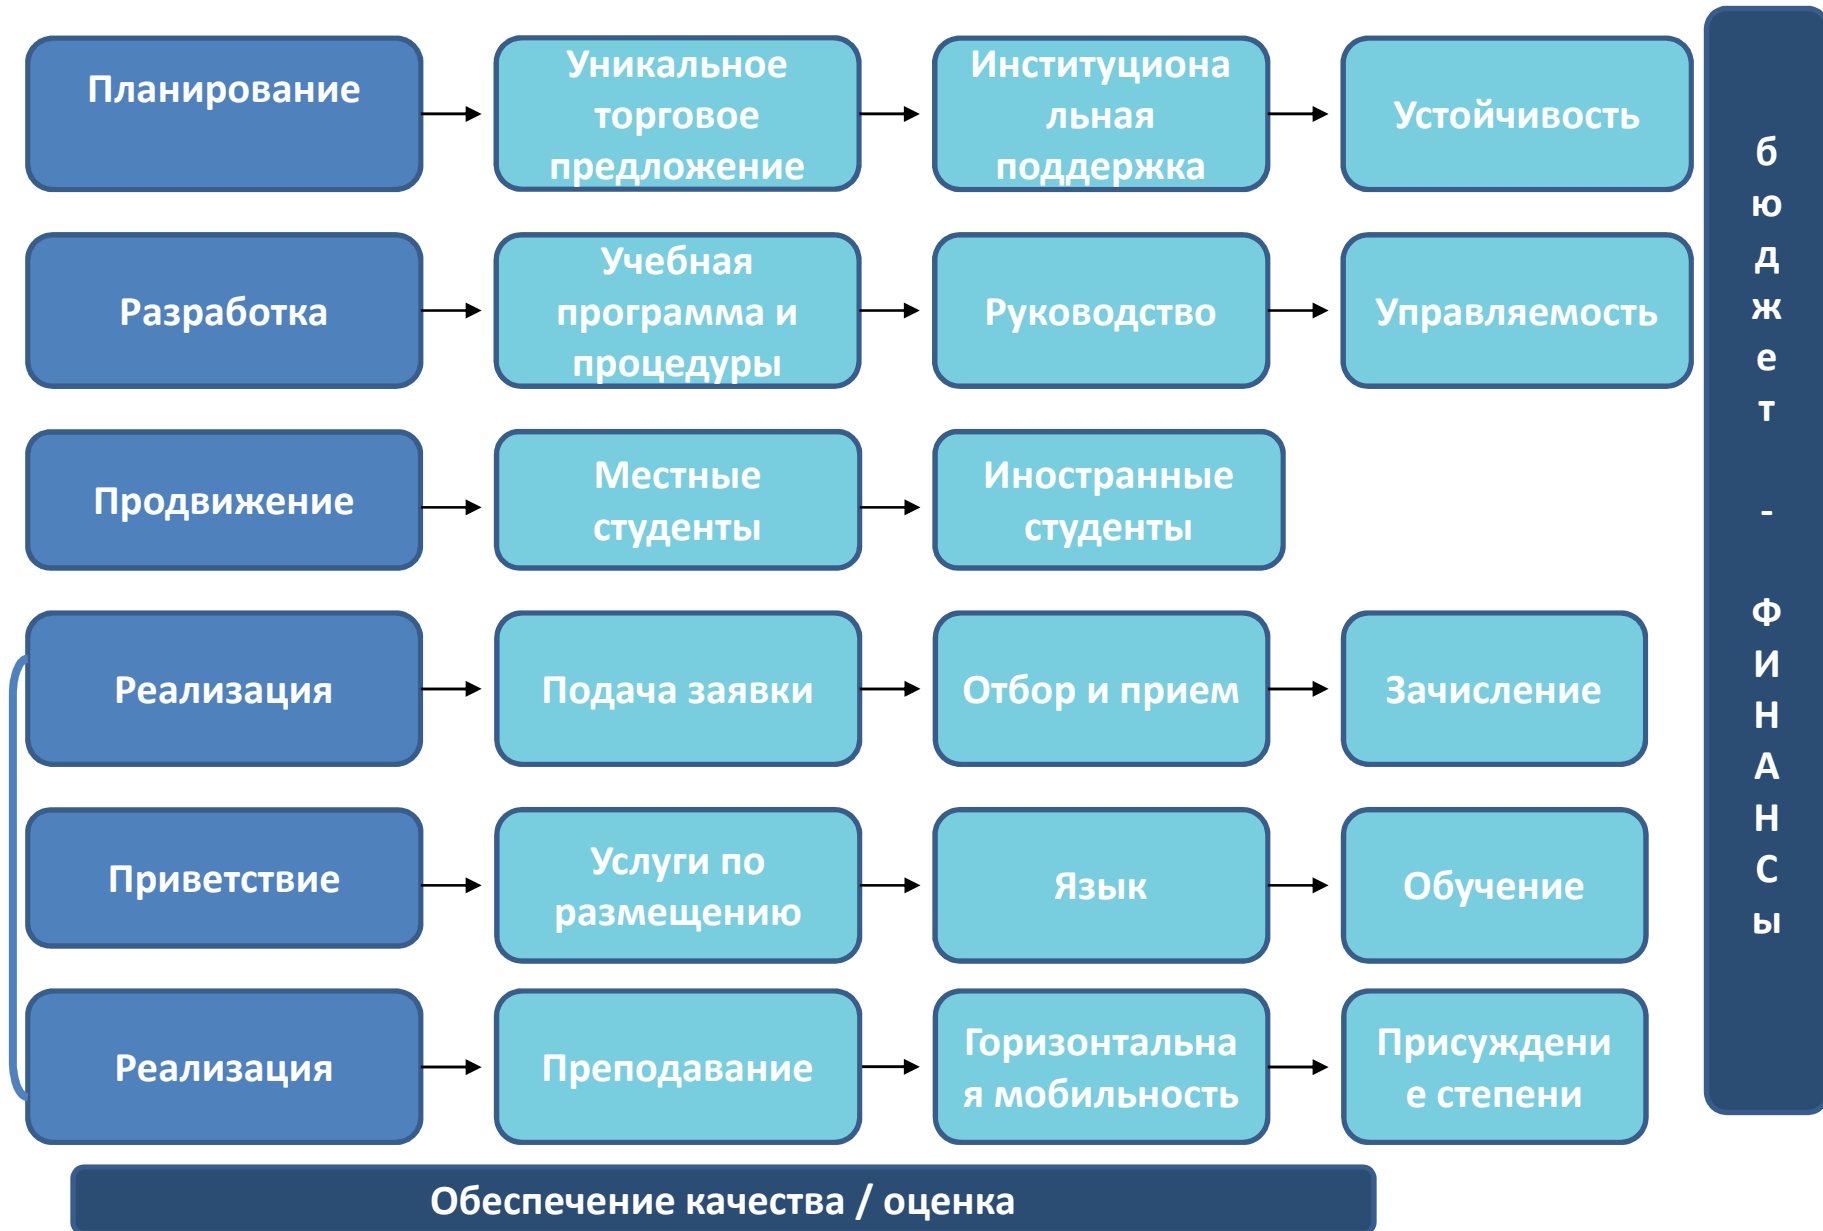 Планирование
Уникальное
торговое
предложение
Институциона
льная
поддержка
Устойчивость
Разработка
Учебная
программа и
процедуры
Руководство
Управляемость
Продвижение
Местные
студенты
Иностранные
студенты
Реализация
Подача заявки
Отбор и прием
Зачисление
Приветствие
Услуги по
размещению
Язык
Обучение
Реализация
Преподавание
Горизонтальна
я мобильность
Присуждени
е степени
Обеспечение качества / оценка
б
ю
д
ж
е
т
-
Ф
И
Н
А
Н
С
ы